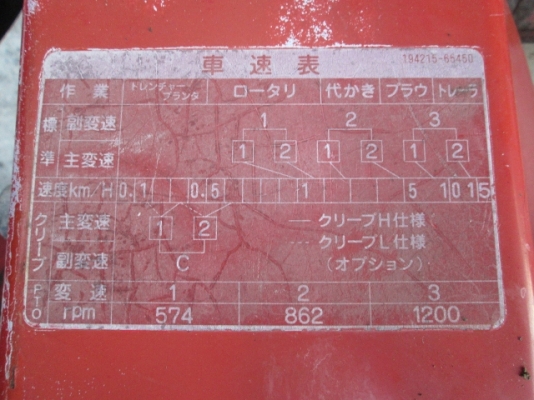 車速表
194215-65450
作業 トレンチャー プランタ ロータリ 代かき プラウ トレーラ
標準 副変速 1 2 3
主変速 1 2 1 2 1 2
速度km/H 0.1 0.5 1 5 10 15
クリープ 主変速 1 2 クリープH仕様
クリープL仕様
副変速 C (オプション)
PTO 変速 1 2 3
rpm 574 862 1200